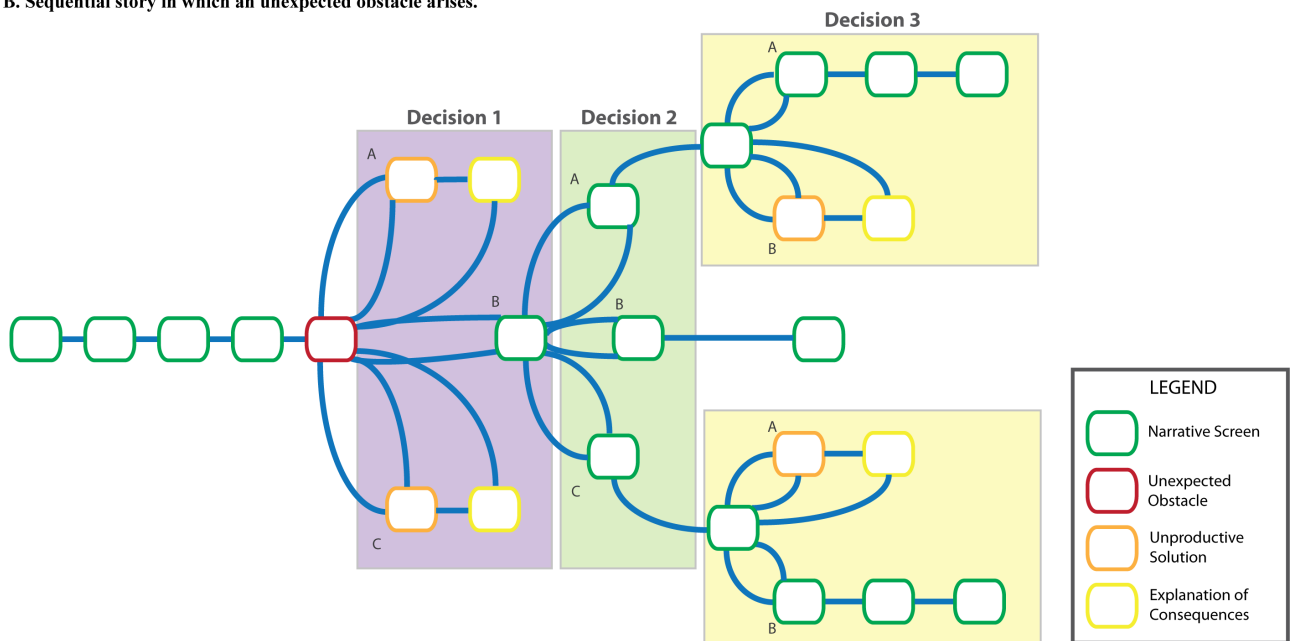 B. Sequential story in which an unexpected obstacle arises.
Decision 3
A
Decision 1
Decision 2
A
A
B
B
B
C
C
A
B
LEGEND
Narrative Screen
Unexpected
Obstacle
Unproductive
Solution
Explanation of
Consequences